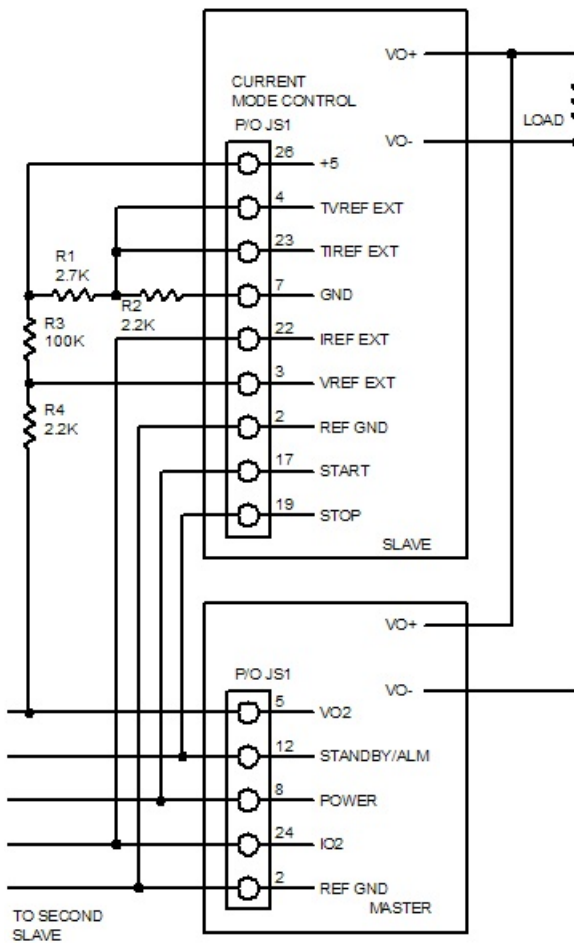 VO+
CURRENT
MODE CONTROL
P/O JS1
VO-
LOAD
26 +5
4 TVREF EXT
23 TIREF EXT
R1
2.7K
7 GND
R2
2.2K
R3
100K
22 IREF EXT
3 VREF EXT
R4
2.2K
2 REF GND
17 START
19 STOP
SLAVE
VO+
P/O JS1
VO-
5 VO2
12 STANDBY/ALM
8 POWER
24 IO2
2 REF GND
MASTER
TO SECOND
SLAVE